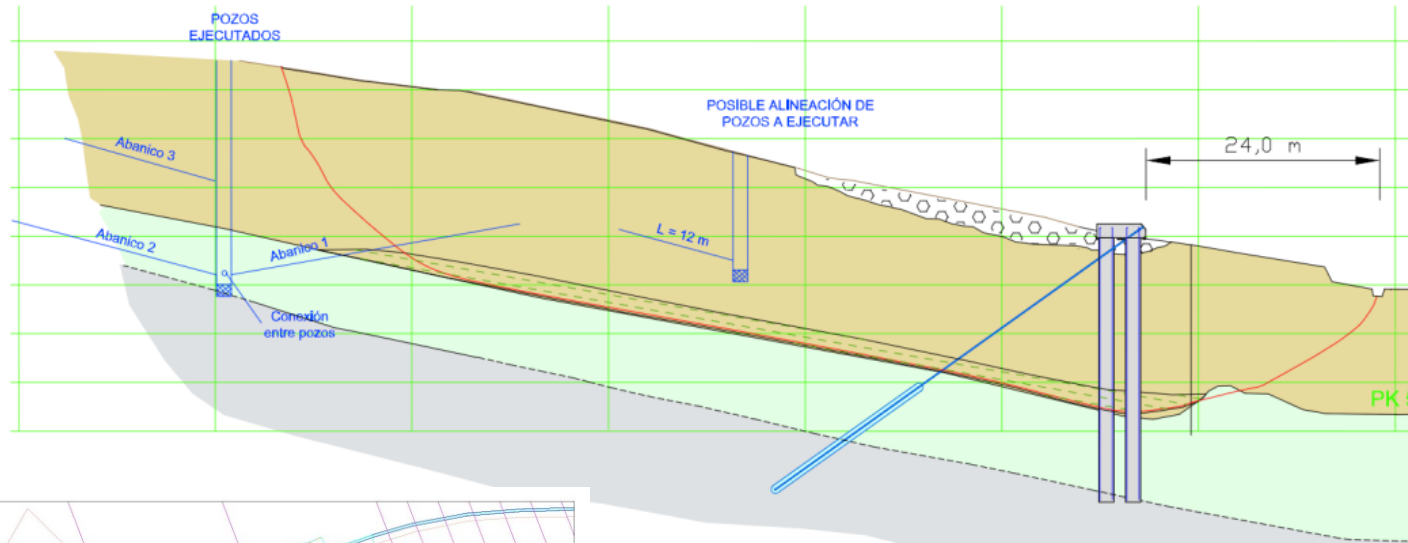 POZOS
EJECUTADOS
POSIBLE ALINEACIÓN DE
POZOS A EJECUTAR
24,0 m
Abanico 3
Abanico 2
Abanico 1
L = 12 m
Conexión
entre pozos
PK